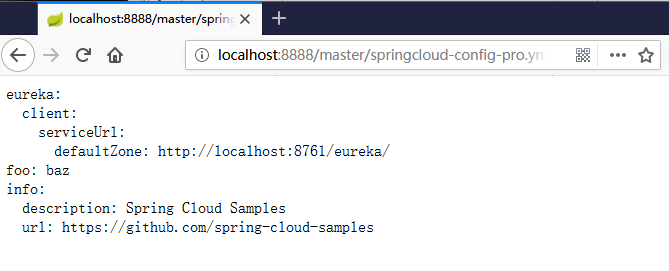 localhost:8888/master/spring
localhost:8888/master/springcloud-config-pro.ym
eureka:
  client:
    serviceUrl:
      defaultZone: http://localhost:8761/eureka/
foo: baz
info:
  description: Spring Cloud Samples
  url: https://github.com/spring-cloud-samples